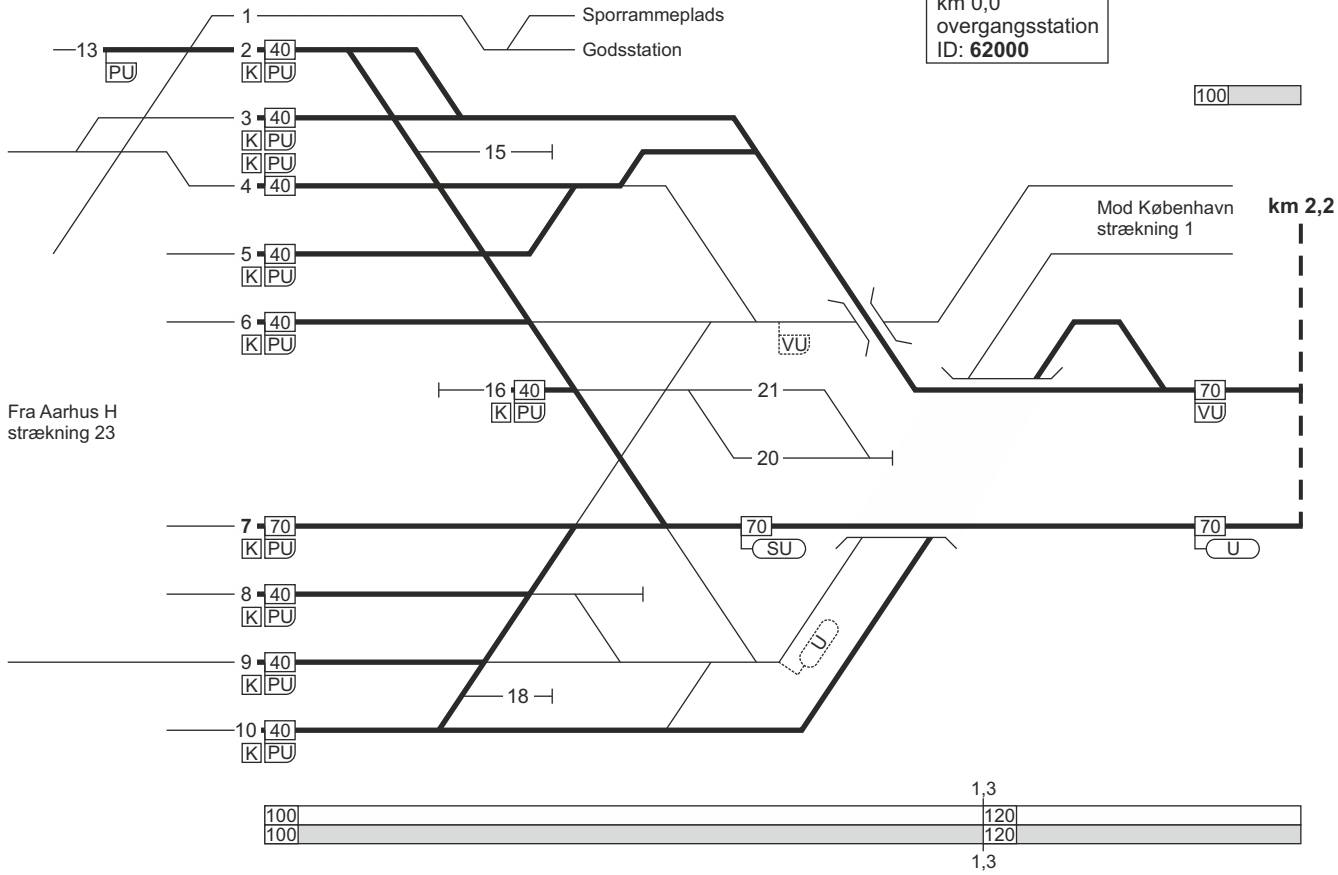 km 0,0
overgangsstation
ID: 62000
1
Sporrammeplads
13
2
40
Godsstation
PU
K
PU
100
3
40
K
PU
15
K
PU
4
40
Mod København
strækning 1
km 2,2
5
40
K
PU
6
40
K
PU
VU
16
40
21
70
K
PU
VU
Fra Aarhus H
strækning 23
20
7
70
70
70
K
PU
SU
U
8
40
K
PU
U
9
40
K
PU
18
10
40
K
PU
1,3
100
120
100
120
1,3